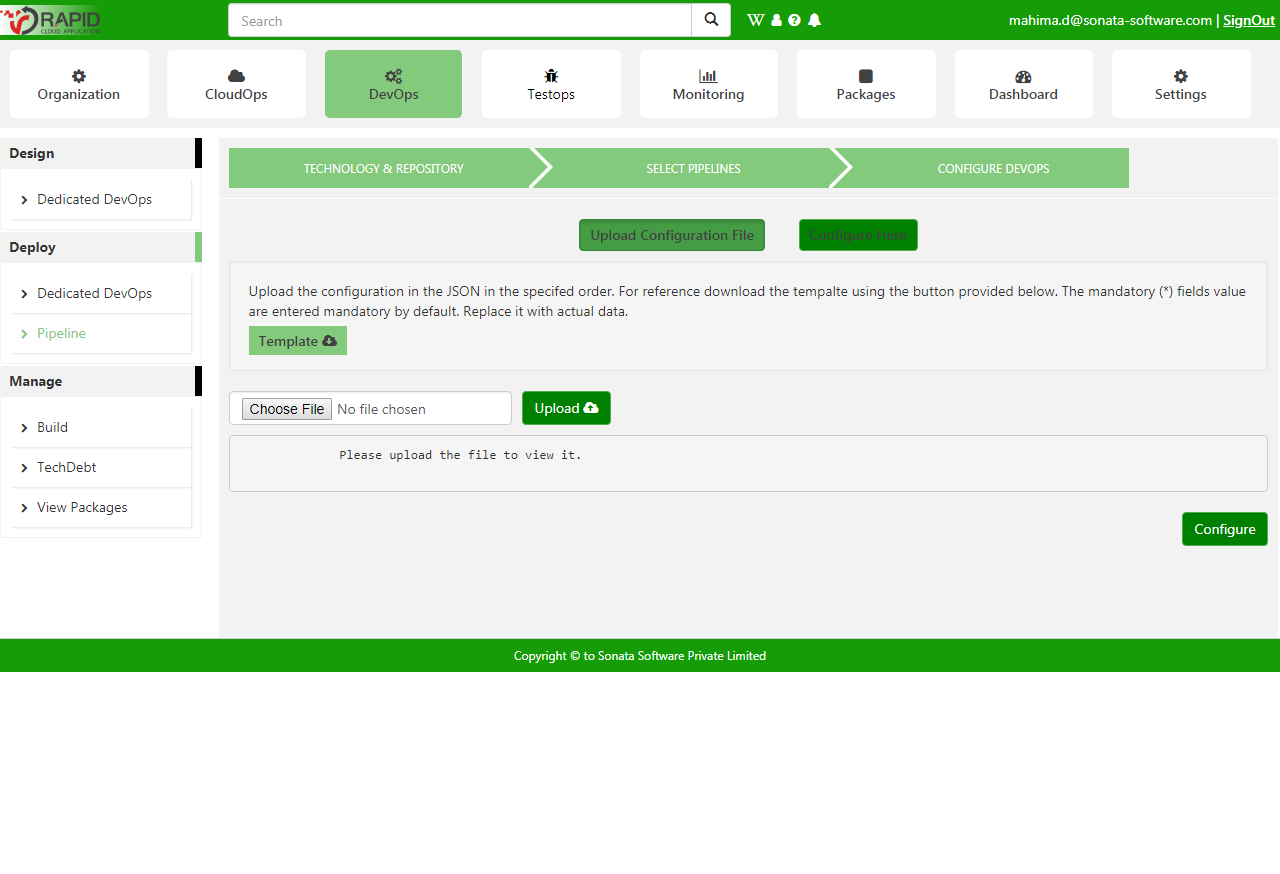 RAPID
CLOUD APPLICATION
Search
W
mahima.d@sonata-software.com | SignOut
Organization
CloudOps
DevOps
Testops
Monitoring
Packages
Dashboard
Settings
Design
Dedicated DevOps
Deploy
Dedicated DevOps
Pipeline
Manage
Build
TechDebt
View Packages
TECHNOLOGY & REPOSITORY
SELECT PIPELINES
CONFIGURE DEVOPS
Upload Configuration File
Configure Here
Upload the configuration in the JSON in the specifed order. For reference download the tempalte using the button provided below. The mandatory (*) fields value
are entered mandatory by default. Replace it with actual data.
Template
Choose File No file chosen
Upload
Please upload the file to view it.
Configure
Copyright © to Sonata Software Private Limited